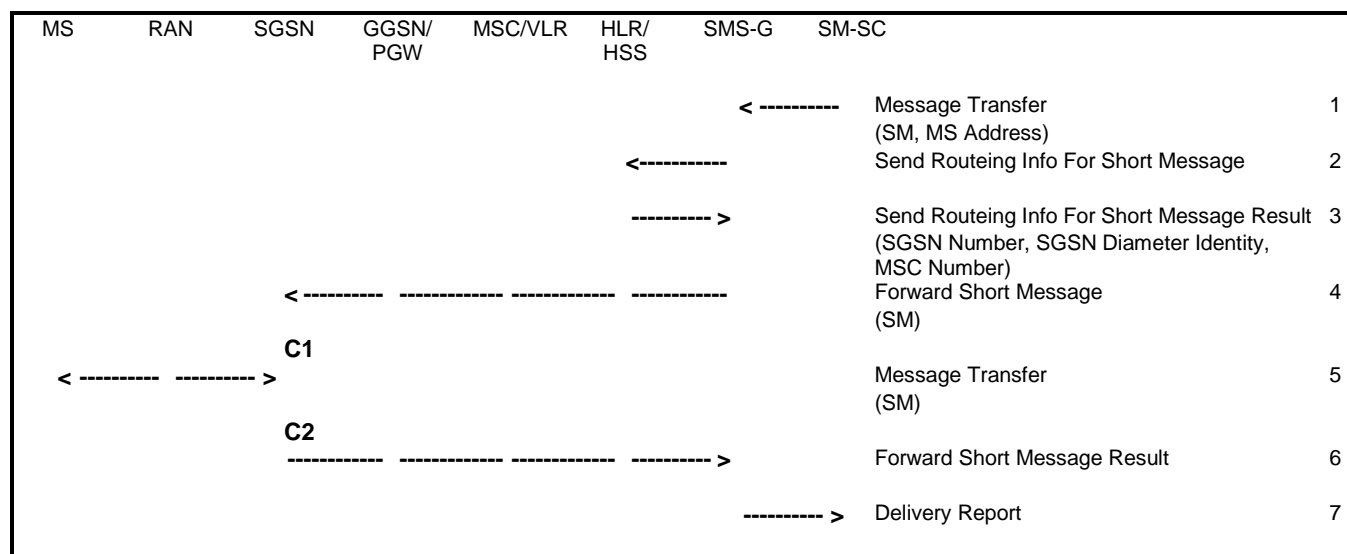 MS RAN SGSN GGSN/ MSC/VLR HLR/ SMS-G SM-SC
PGW HSS
< ---------- Message Transfer 1
(SM, MS Address)
<----------- Send Routeing Info For Short Message 2
---------- > Send Routeing Info For Short Message Result 3
(SGSN Number, SGSN Diameter Identity,
MSC Number)
< ---------- ------------- ------------- ------------ Forward Short Message 4
(SM)
C1
< ---------- ---------- > Message Transfer 5
(SM)
C2
------------ ------------- ------------- ---------- > Forward Short Message Result 6
---------- > Delivery Report 7